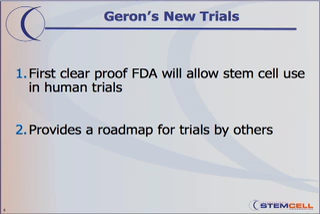 Geron's New Trials
1. First clear proof FDA will allow stem cell use
in human trials
2. Provides a roadmap for trials by others
STEMCELL